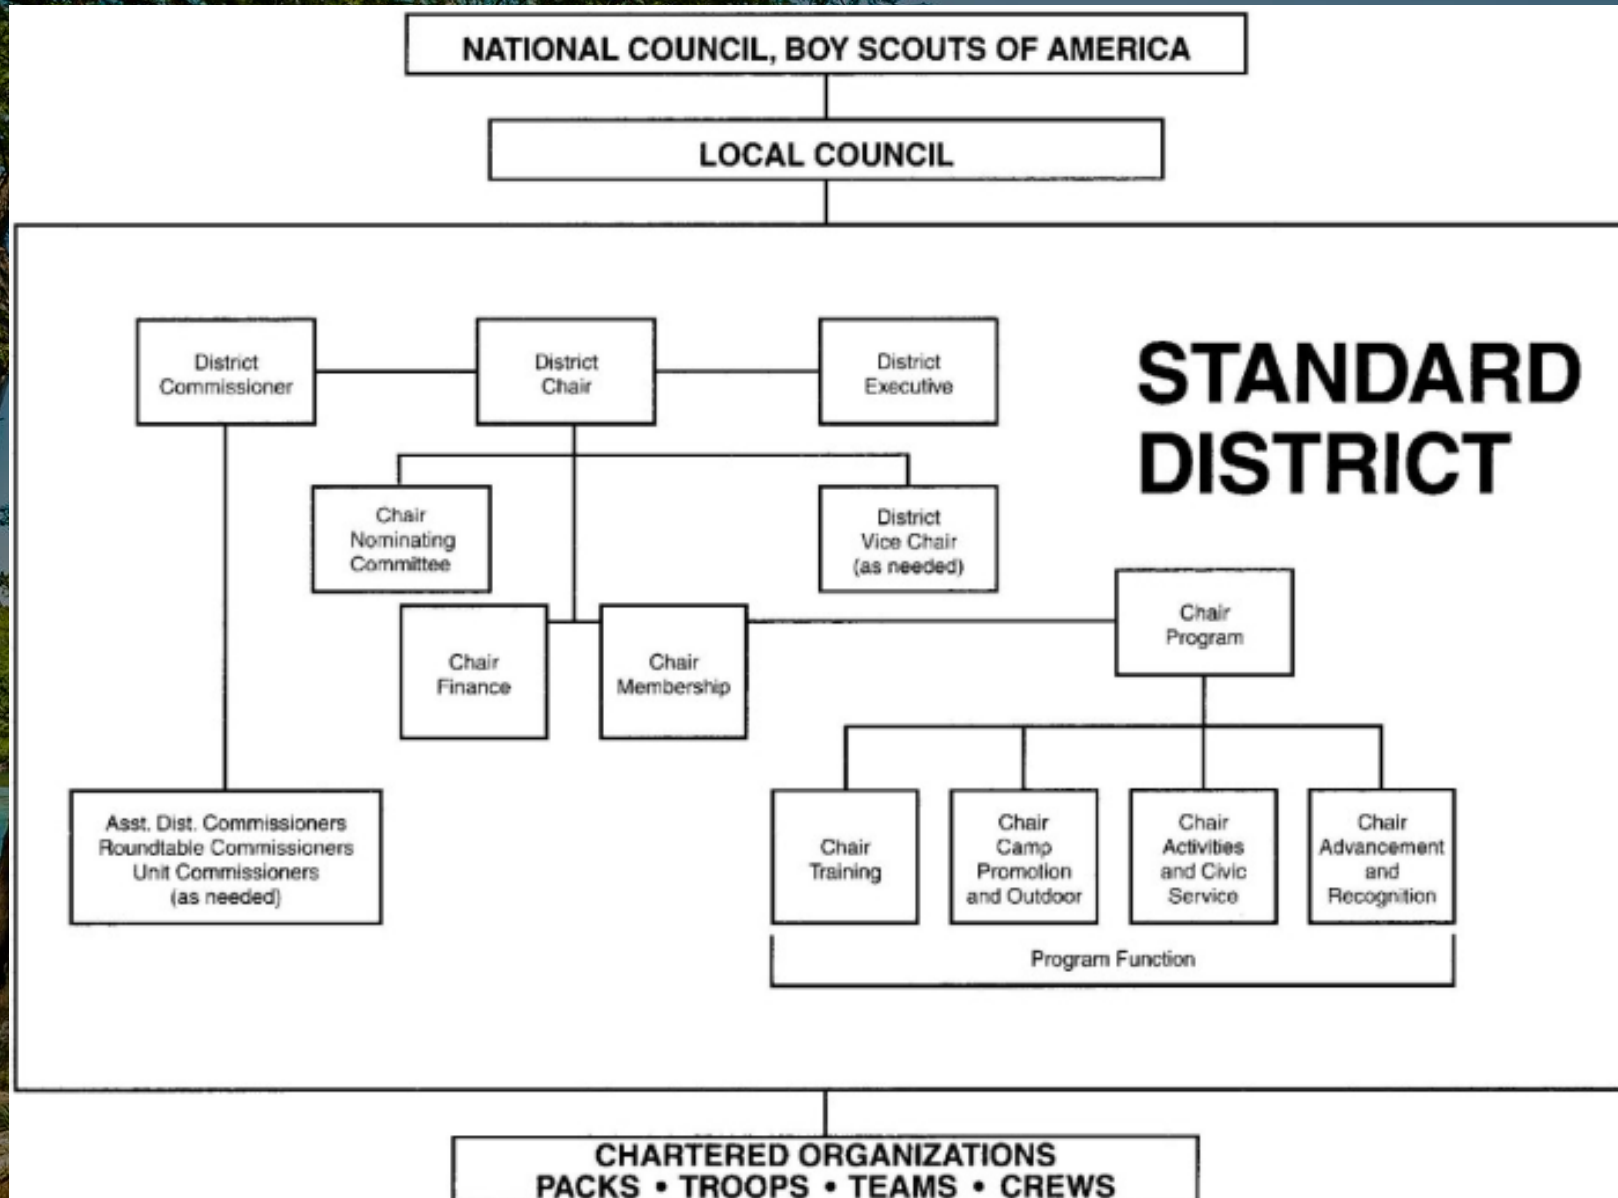 NATIONAL COUNCIL, BOY SCOUTS OF AMERICA
LOCAL COUNCIL
District
Commissioner
District
Chair
District
Executive
STANDARD
DISTRICT
Chair
Nominating
Committee
District
Vice Chair
(as needed)
Chair
Program
Chair
Finance
Chair
Membership
Asst. Dist. Commissioners
Roundtable Commissioners
Unit Commissioners
(as needed)
Chair
Training
Chair
Camp
Promotion
and Outdoor
Chair
Activities
and Civic
Service
Chair
Advancement
and
Recognition
Program Function
CHARTERED ORGANIZATIONS
PACKS • TROOPS • TEAMS • CREWS